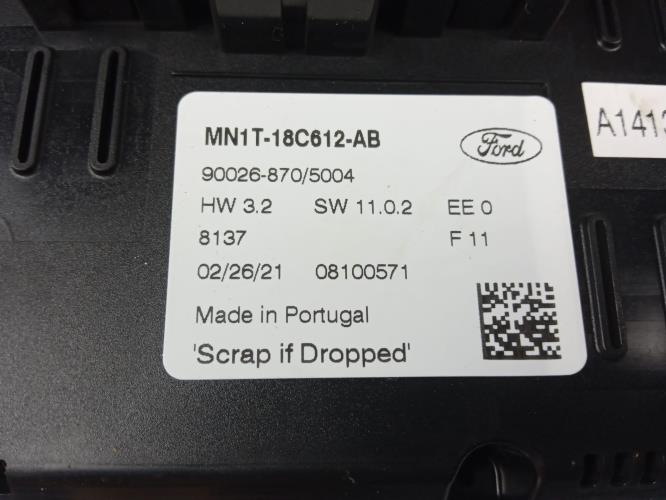 MN1T-18C612-AB Ford
90026-870/5004
HW 3.2 SW 11.0.2 EE 0
8137 F 11
02/26/21 08100571
Made in Portugal
'Scrap if Dropped'
A1413